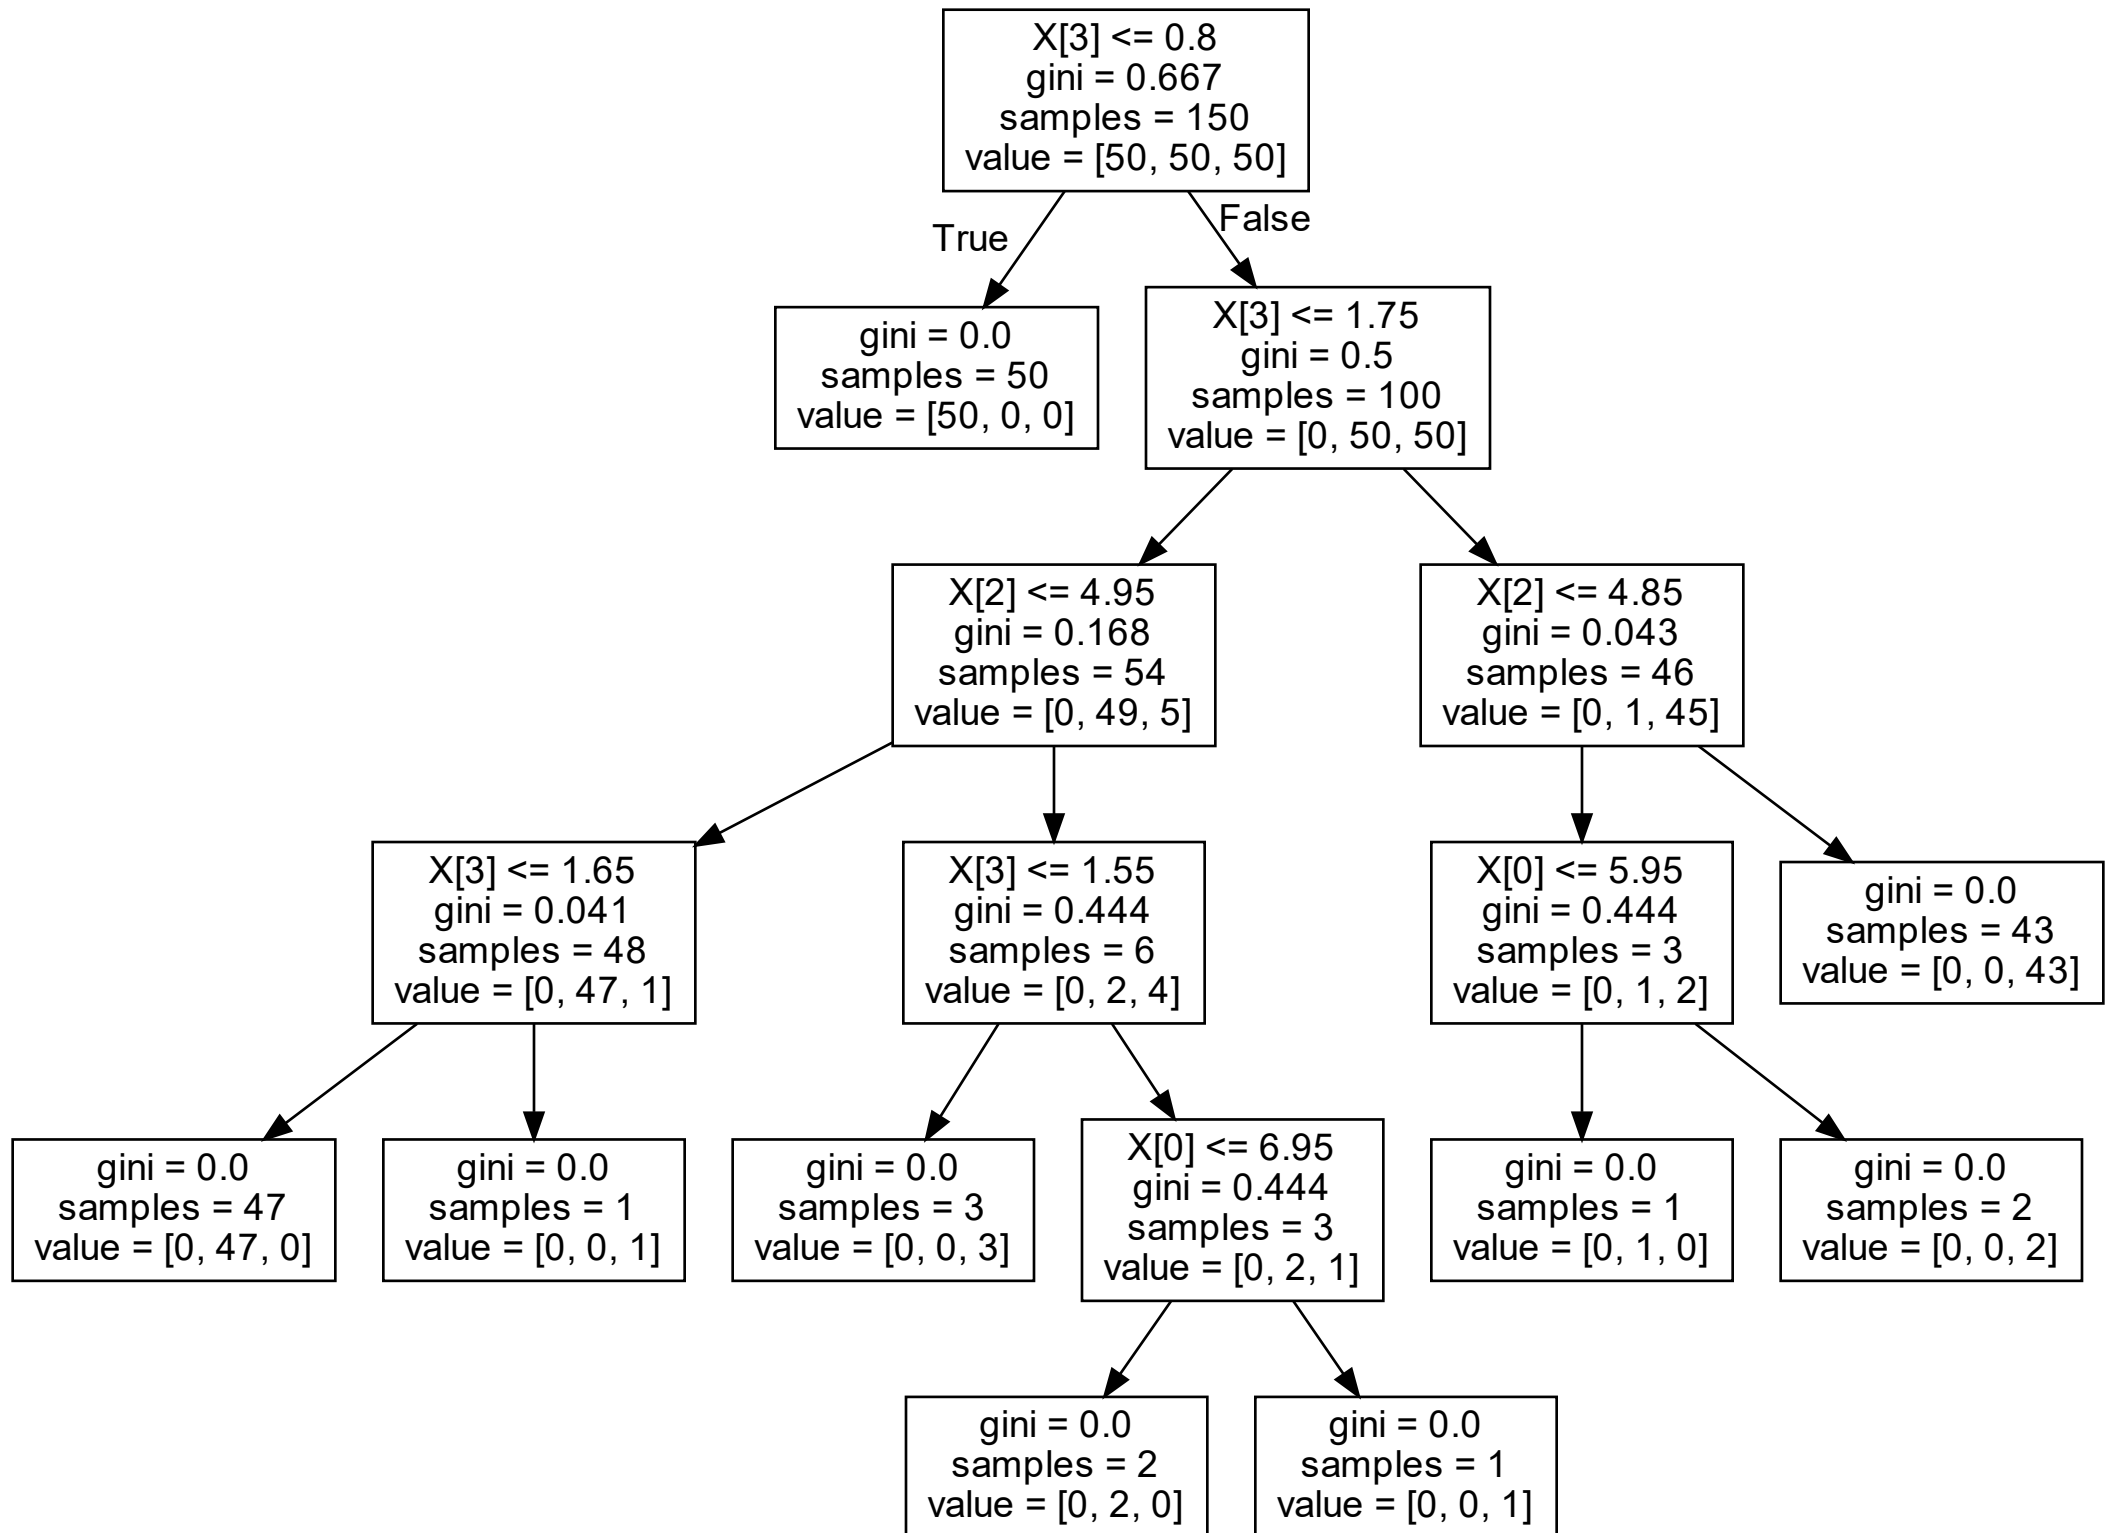 X[3] <= 0.8
gini = 0.667
samples = 150
value = [50, 50, 50]
True
False
gini = 0.0
samples = 50
value = [50, 0, 0]
X[3] <= 1.75
gini = 0.5
samples = 100
value = [0, 50, 50]
X[2] <= 4.95
gini = 0.168
samples = 54
value = [0, 49, 5]
X[2] <= 4.85
gini = 0.043
samples = 46
value = [0, 1, 45]
X[3] <= 1.65
gini = 0.041
samples = 48
value = [0, 47, 1]
X[3] <= 1.55
gini = 0.444
samples = 6
value = [0, 2, 4]
X[0] <= 5.95
gini = 0.444
samples = 3
value = [0, 1, 2]
gini = 0.0
samples = 43
value = [0, 0, 43]
gini = 0.0
samples = 47
value = [0, 47, 0]
gini = 0.0
samples = 1
value = [0, 0, 1]
gini = 0.0
samples = 3
value = [0, 0, 3]
X[0] <= 6.95
gini = 0.444
samples = 3
value = [0, 2, 1]
gini = 0.0
samples = 1
value = [0, 1, 0]
gini = 0.0
samples = 2
value = [0, 0, 2]
gini = 0.0
samples = 2
value = [0, 2, 0]
gini = 0.0
samples = 1
value = [0, 0, 1]